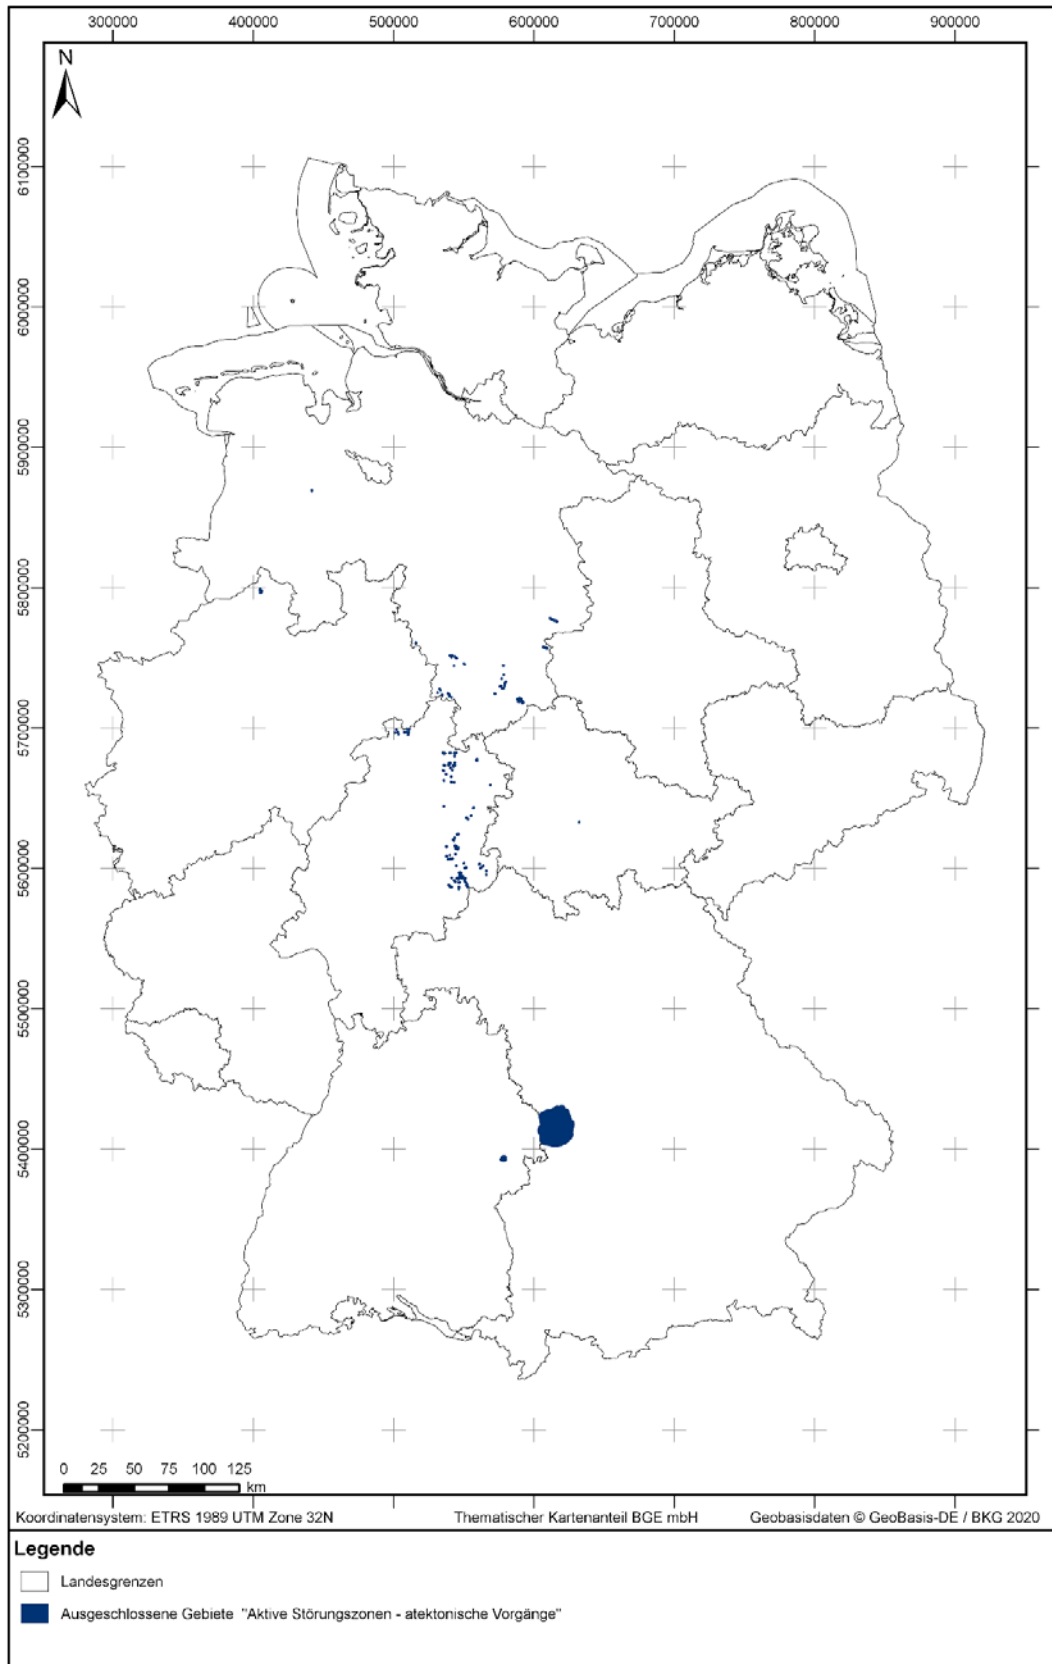 300000 400000 500000 600000 700000 800000 900000
N
6100000
6000000
5900000
5800000
5700000
5600000
5500000
5400000
5300000
5200000
0 25 50 75 100 125
km
Koordinatensystem: ETRS 1989 UTM Zone 32N Thematischer Kartenanteil BGE mbH Geobasisdaten © GeoBasis-DE / BKG 2020
Legende
Landesgrenzen
Ausgeschlossene Gebiete "Aktive Störungszonen - atektonische Vorgänge"